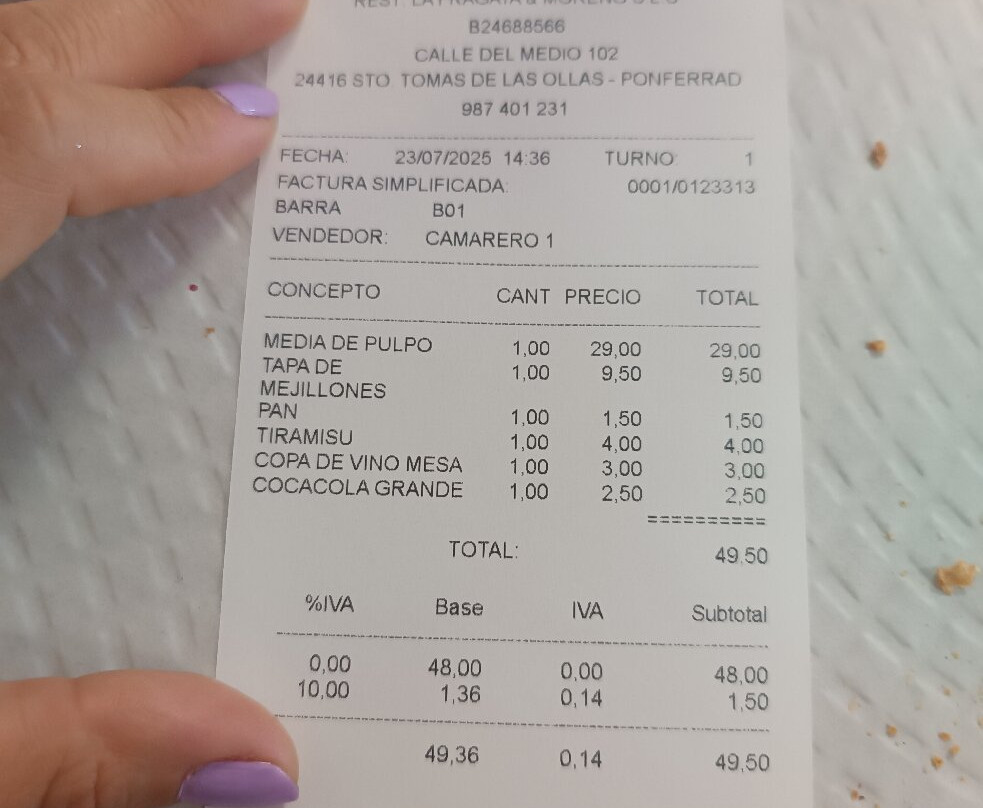 B24688566
CALLE DEL MEDIO 102
24416 STO. TOMAS DE LAS OLLAS - PONFERRAD
987 401 231
FECHA: 23/07/2025 14:36 TURNO 1
FACTURA SIMPLIFICADA: 0001/0123313
BARRA B01
VENDEDOR: CAMARERO 1
CONCEPTO CANT PRECIO TOTAL
MEDIA DE PULPO 1,00 29,00 29,00
TAPA DE 1,00 9,50 9,50
MEJILLONES
PAN 1,00 1,50 1,50
TIRAMISU 1,00 4,00 4,00
COPA DE VINO MESA 1,00 3,00 3,00
COCACOLA GRANDE 1,00 2,50 2,50
==========
TOTAL: 49,50
%IVA Base IVA Subtotal
0,00 48,00 0,00 48,00
10,00 1,36 0,14 1,50
49,36 0,14 49,50